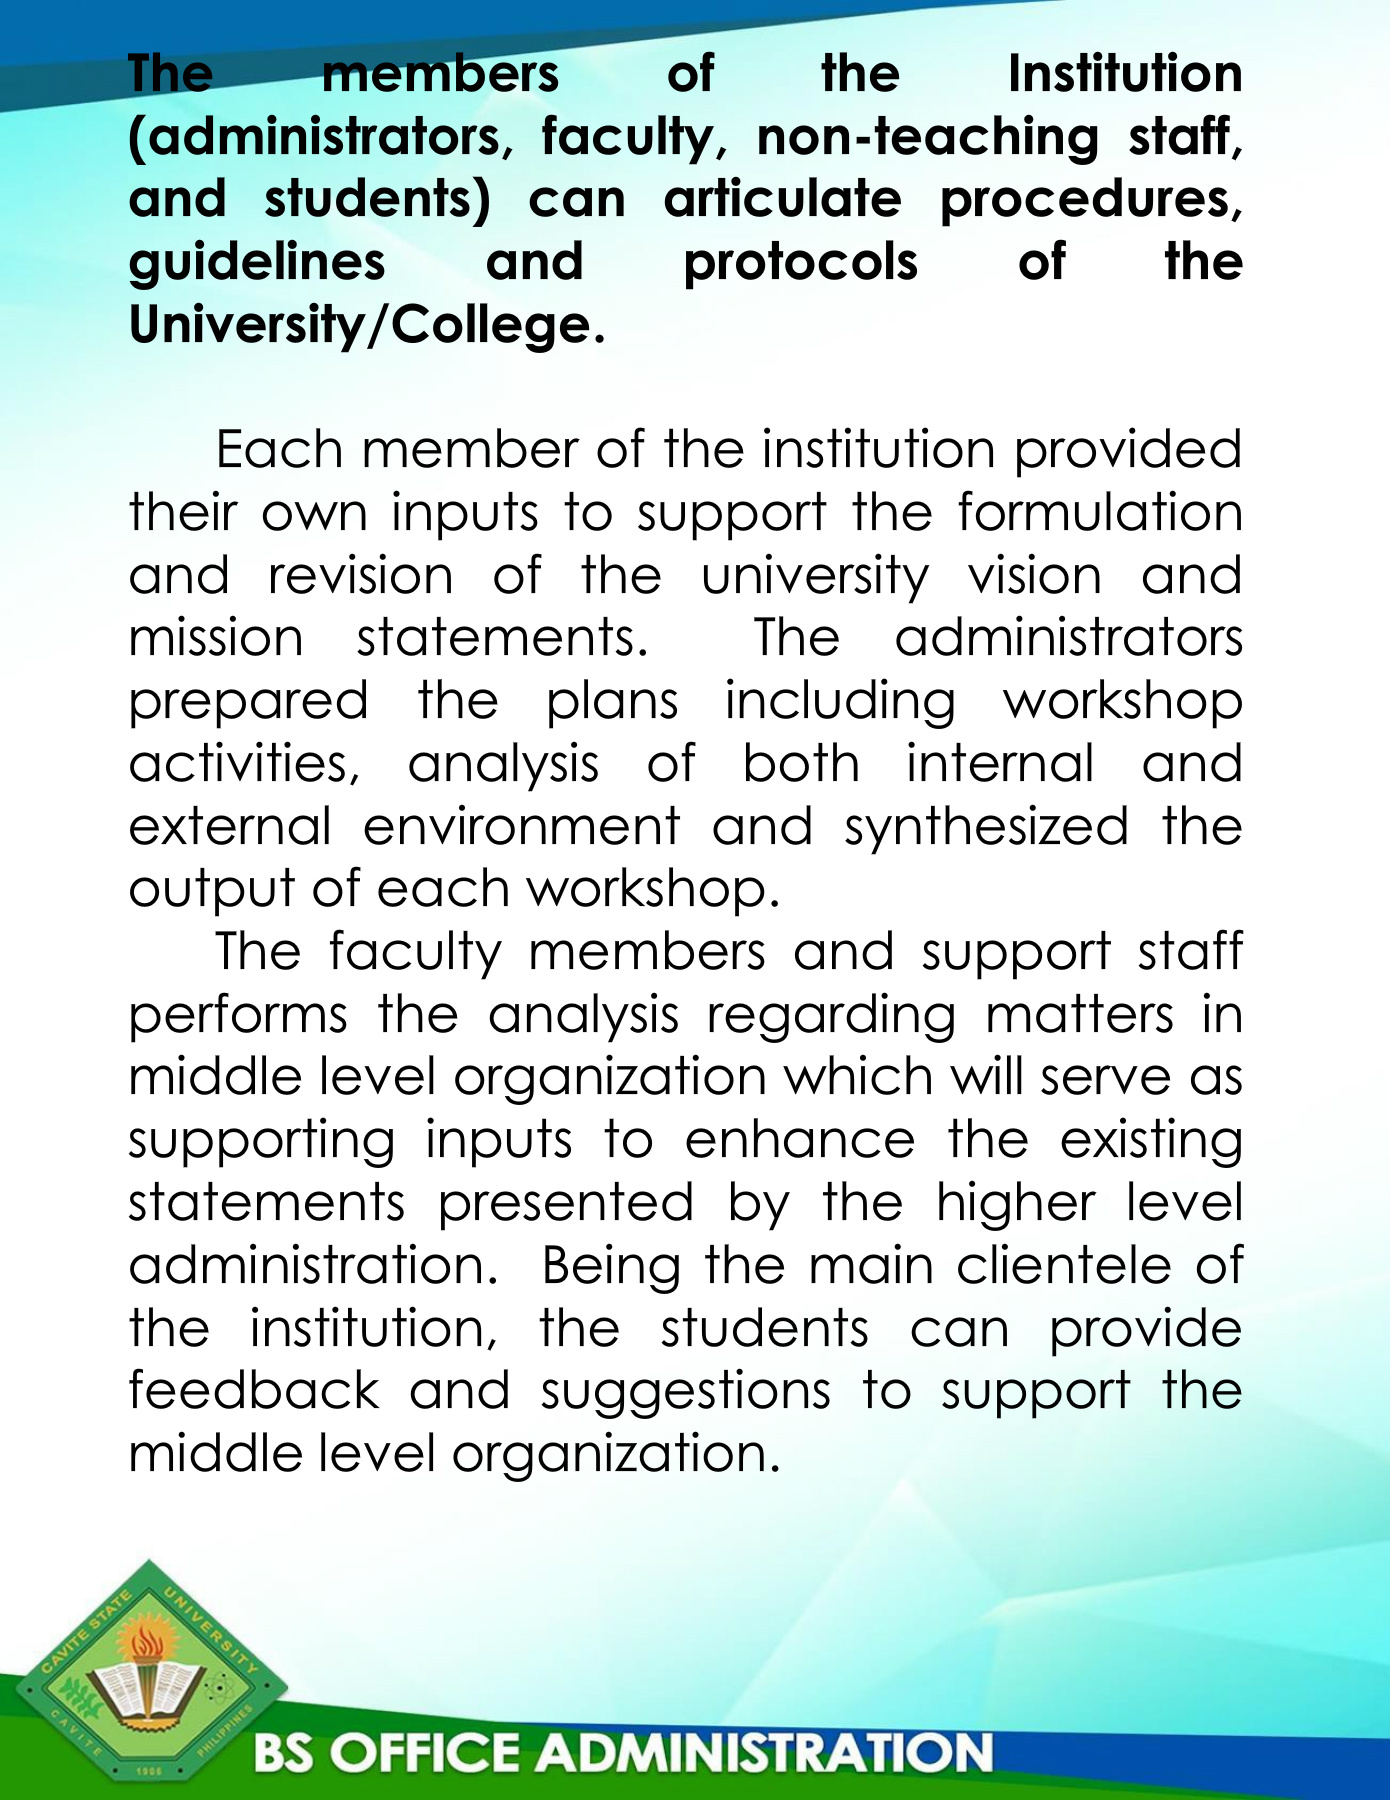 The members of the Institution
(administrators, faculty, non-teaching staff,
and students) can articulate procedures,
guidelines and protocols of the
University/College.
Each member of the institution provided
their own inputs to support the formulation
and revision of the university vision and
mission statements. The administrators
prepared the plans including workshop
activities, analysis of both internal and
external environment and synthesized the
output of each workshop.
The faculty members and support staff
performs the analysis regarding matters in
middle level organization which will serve as
supporting inputs to enhance the existing
statements presented by the higher level
administration. Being the main clientele of
the institution, the students can provide
feedback and suggestions to support the
middle level organization.
CAVITE STATE UNIVERSITY
CAVITE 1906 PHILIPPINES
BS OFFICE ADMINISTRATION